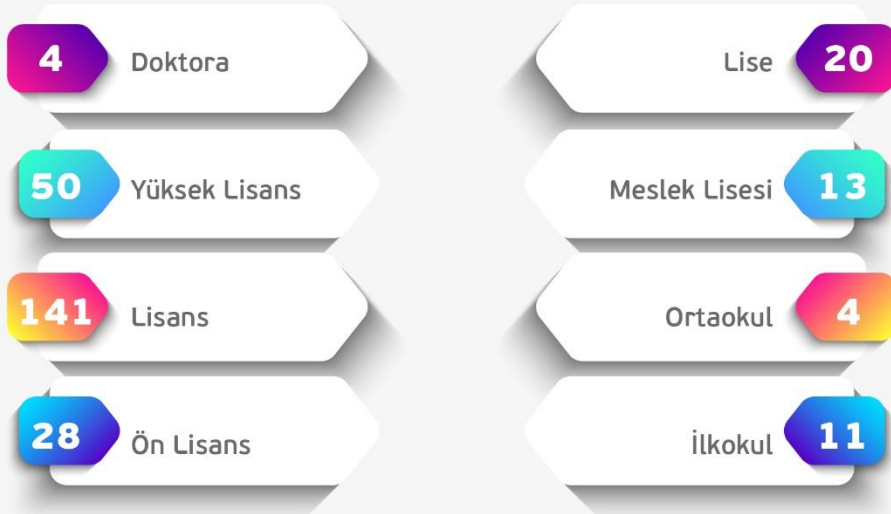 4 Doktora
50 Yüksek Lisans
141 Lisans
28 Ön Lisans
Lise 20
Meslek Lisesi 13
Ortaokul 4
İlkokul 11